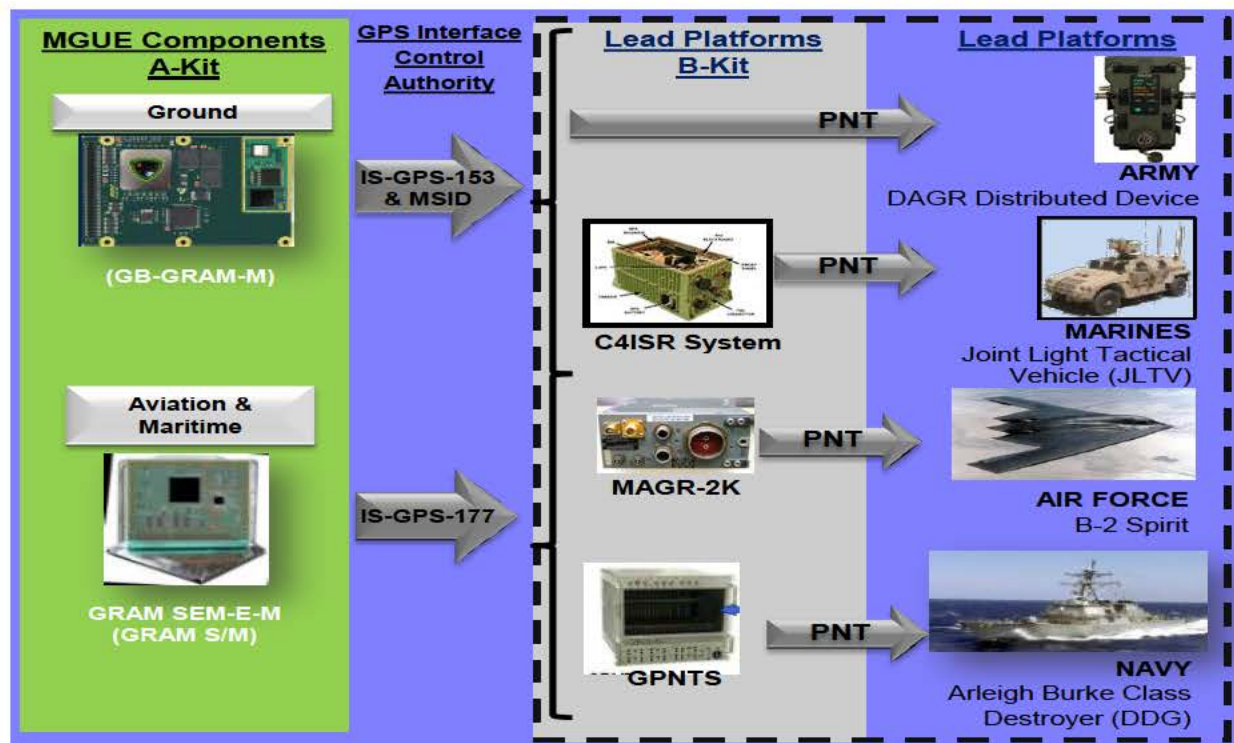 MGUE Components
A-Kit
Ground
(GB-GRAM-M)
Aviation &
Maritime
GRAM SEM-E-M
(GRAM S/M)
GPS Interface
Control
Authority
IS-GPS-153
& MSID
IS-GPS-177
Lead Platforms
B-Kit
PNT
C4ISR System
PNT
MAGR-2K
PNT
GPNTS
PNT
Lead Platforms
ARMY
DAGR Distributed Device
MARINES
Joint Light Tactical
Vehicle (JLTV)
AIR FORCE
B-2 Spirit
NAVY
Arleigh Burke Class
Destroyer (DDG)